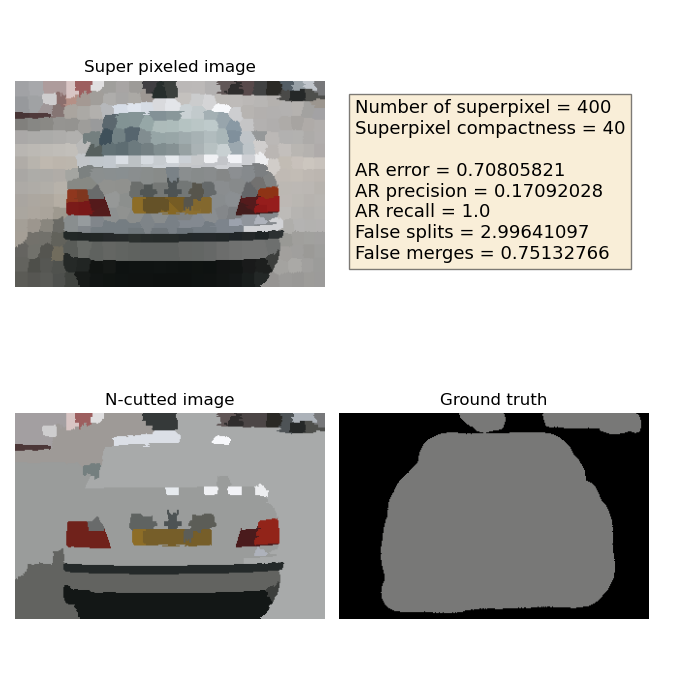 Super pixeled image
Number of superpixel = 400
Superpixel compactness = 40
AR error = 0.70805821
AR precision = 0.17092028
AR recall = 1.0
False splits = 2.99641097
False merges = 0.75132766
N-cutted image
Ground truth